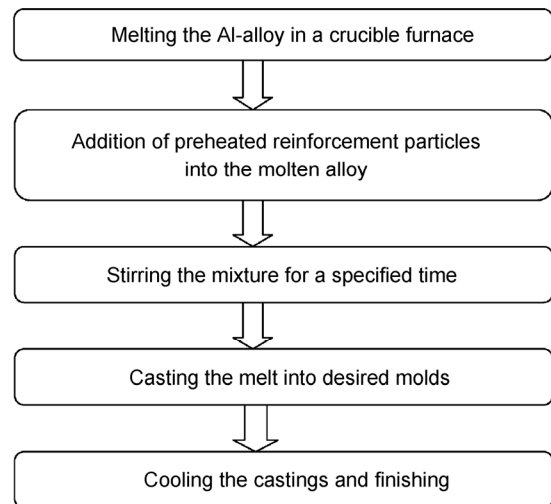 Melting the Al-alloy in a crucible furnace
Addition of preheated reinforcement particles
into the molten alloy
Stirring the mixture for a specified time
Casting the melt into desired molds
Cooling the castings and finishing